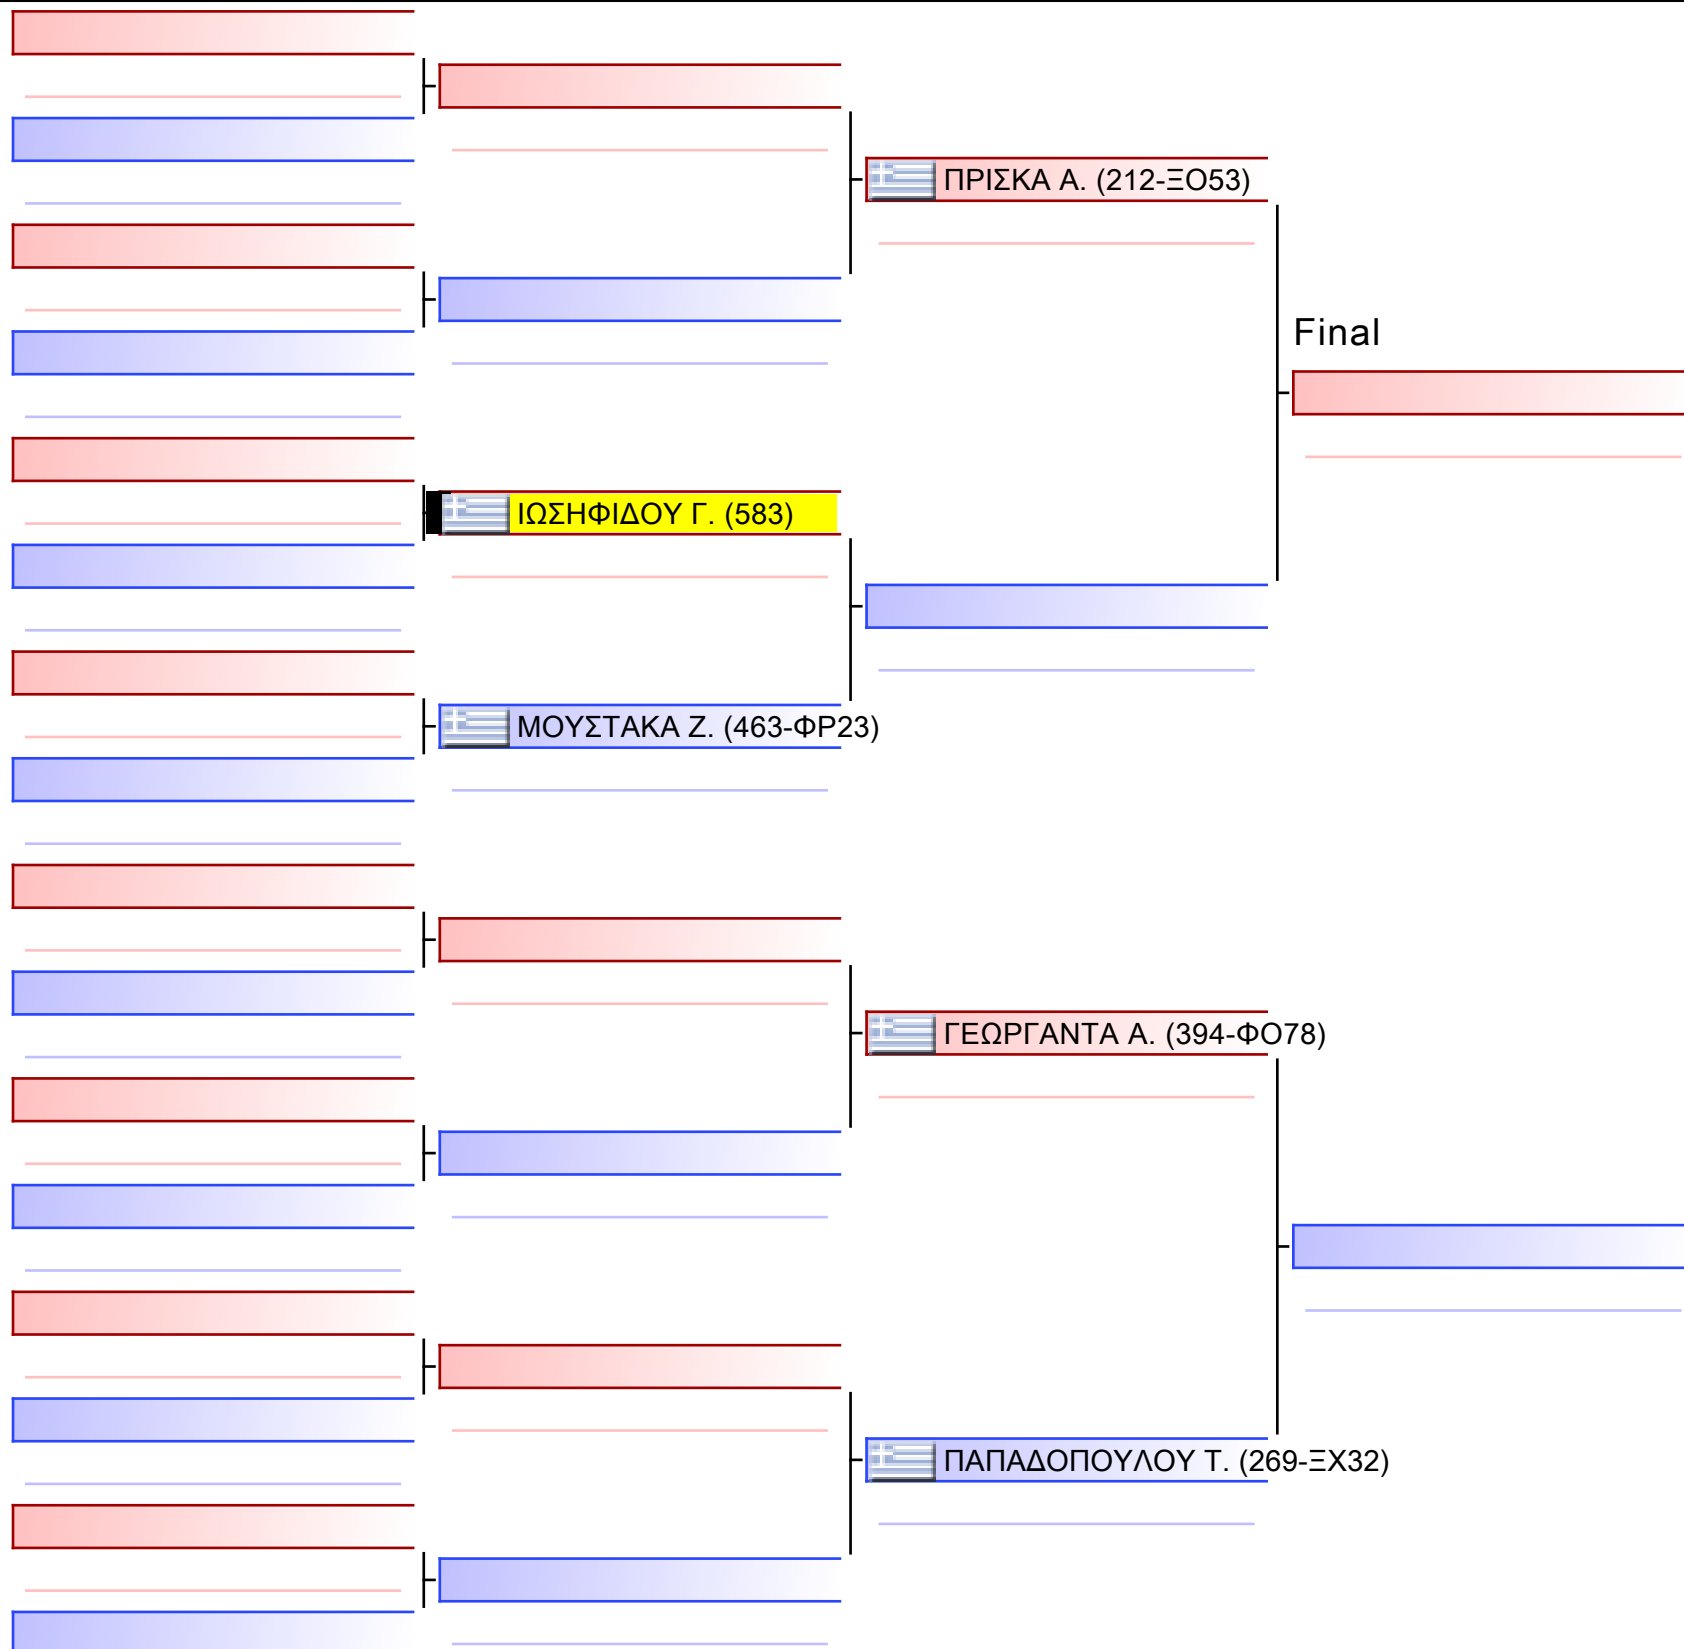 ΠΡΙΣΚΑ Α. (212-ΞΟ53)
Final
ΙΩΣΗΦΙΔΟΥ Γ. (583)
ΜΟΥΣΤΑΚΑ Ζ. (463-ΦΡ23)
ΓΕΩΡΓΑΝΤΑ Α. (394-ΦΟ78)
ΠΑΠΑΔΟΠΟΥΛΟΥ Τ. (269-ΞΧ32)